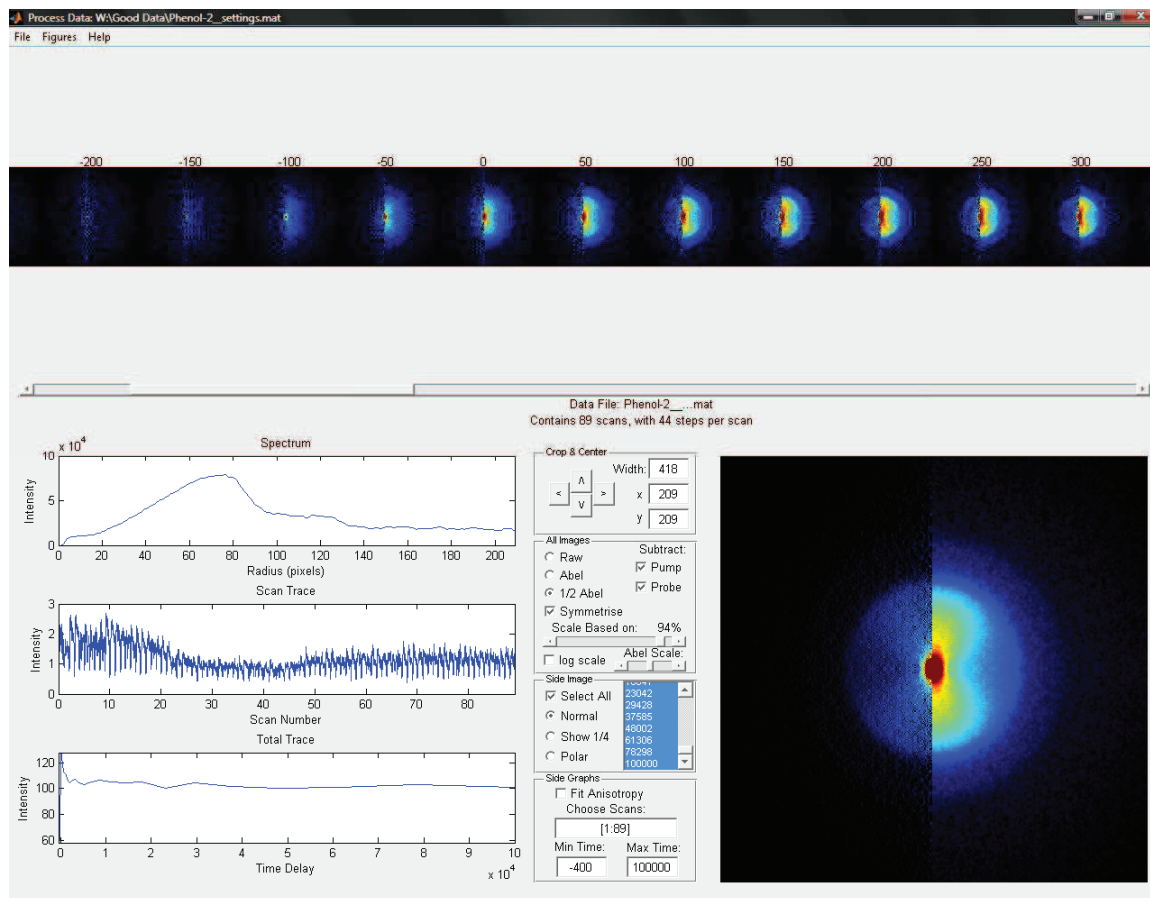 Process Data: W:\Good Data\Phenol-2__settings.mat
File Figures Help
-200 -150 -100 -50 0 50 100 150 200 250 300
Data File: Phenol-2__...mat
Contains 89 scans, with 44 steps per scan
Spectrum
x 10^4
10
5
0
Intensity
0 20 40 60 80 100 120 140 160 180 200
Radius (pixels)
Scan Trace
3
2
1
0
Intensity
0 10 20 30 40 50 60 70 80
Scan Number
Total Trace
120
100
80
60
Intensity
0 1 2 3 4 5 6 7 8 9 10
Time Delay
x 10^4
Crop & Center
Width: 418
< ʌ v >
x 209
y 209
All Images
Raw
Abel
1/2 Abel
Symmetrise
Subtract:
Pump
Probe
Scale Based on: 94%
log scale
Abel Scale:
Side Image
Select All
Normal
Show 1/4
Polar
23042
29428
37585
48002
61306
78298
100000
Side Graphs
Fit Anisotropy
Choose Scans:
[1:89]
Min Time: Max Time:
-400 100000